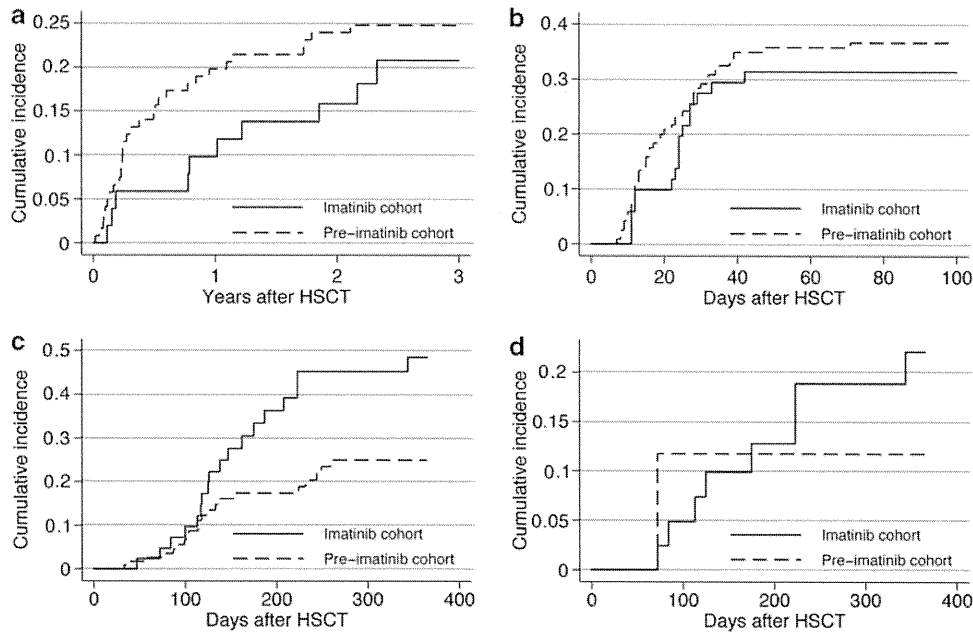 a
0.25
0.2
0.15
0.1
0.05
0
Cumulative incidence
Imatinib cohort
Pre-imatinib cohort
0 1 2 3
Years after HSCT
b
0.4
0.3
0.2
0.1
0
Cumulative incidence
Imatinib cohort
Pre-imatinib cohort
0 20 40 60 80 100
Days after HSCT
c
0.5
0.4
0.3
0.2
0.1
0
Cumulative incidence
Imatinib cohort
Pre-imatinib cohort
0 100 200 300 400
Days after HSCT
d
0.2
0.15
0.1
0.05
0
Cumulative incidence
Imatinib cohort
Pre-imatinib cohort
0 100 200 300 400
Days after HSCT